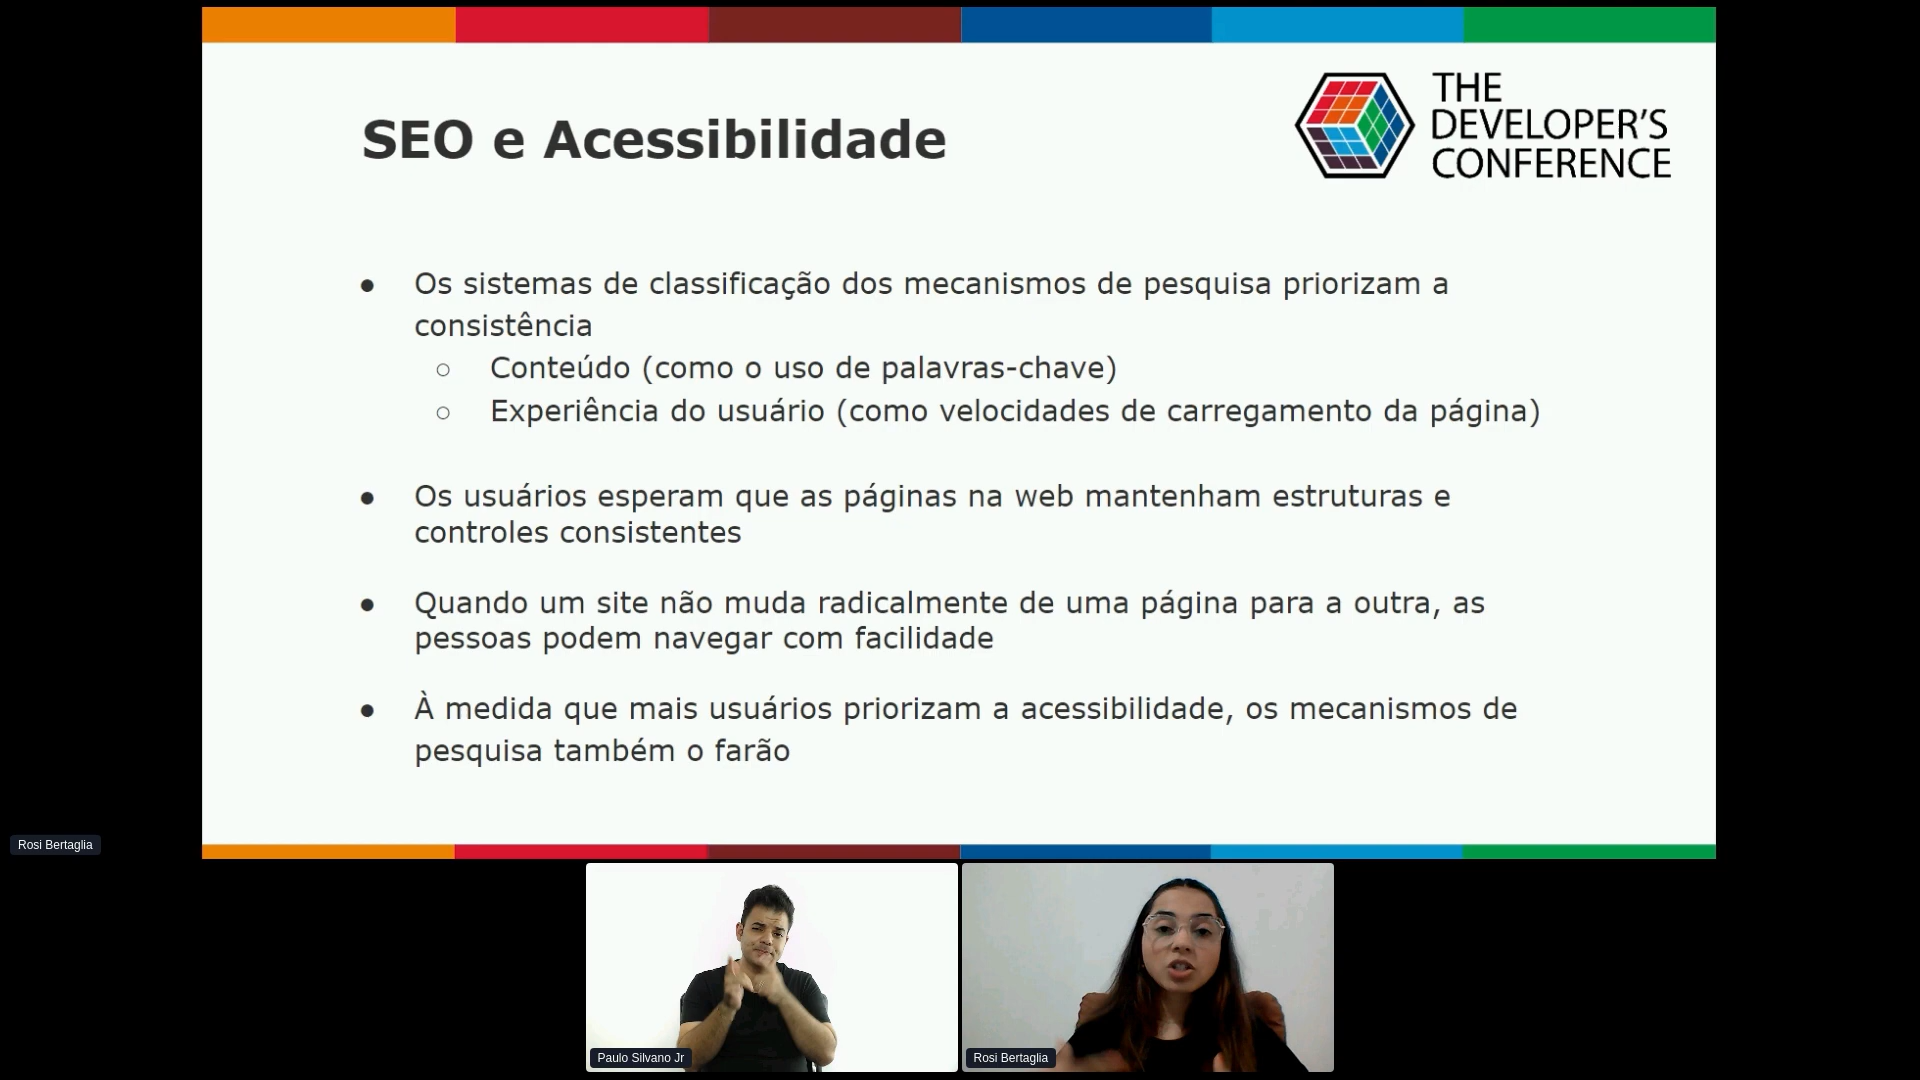 THE
DEVELOPER'S
CONFERENCE
SEO e Acessibilidade
● Os sistemas de classificação dos mecanismos de pesquisa priorizam a
consistência
○ Conteúdo (como o uso de palavras-chave)
○ Experiência do usuário (como velocidades de carregamento da página)
● Os usuários esperam que as páginas na web mantenham estruturas e
controles consistentes
● Quando um site não muda radicalmente de uma página para a outra, as
pessoas podem navegar com facilidade
● À medida que mais usuários priorizam a acessibilidade, os mecanismos de
pesquisa também o farão
Rosi Bertaglia
Paulo Silvano Jr
Rosi Bertaglia